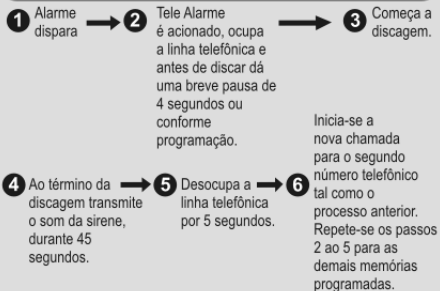 1 Alarme
dispara
2 Tele Alarme
é acionado, ocupa
a linha telefônica e
antes de discar dá
uma breve pausa de
4 segundos ou
conforme
programação.
3 Começa a
discagem.
4 Ao término da
discagem transmite
o som da sirene,
durante 45
segundos.
5 Desocupa a
linha telefônica
por 5 segundos.
6 Inicia-se a
nova chamada
para o segundo
número telefônico
tal como o
processo anterior.
Repete-se os passos
2 ao 5 para as
demais memórias
programadas.